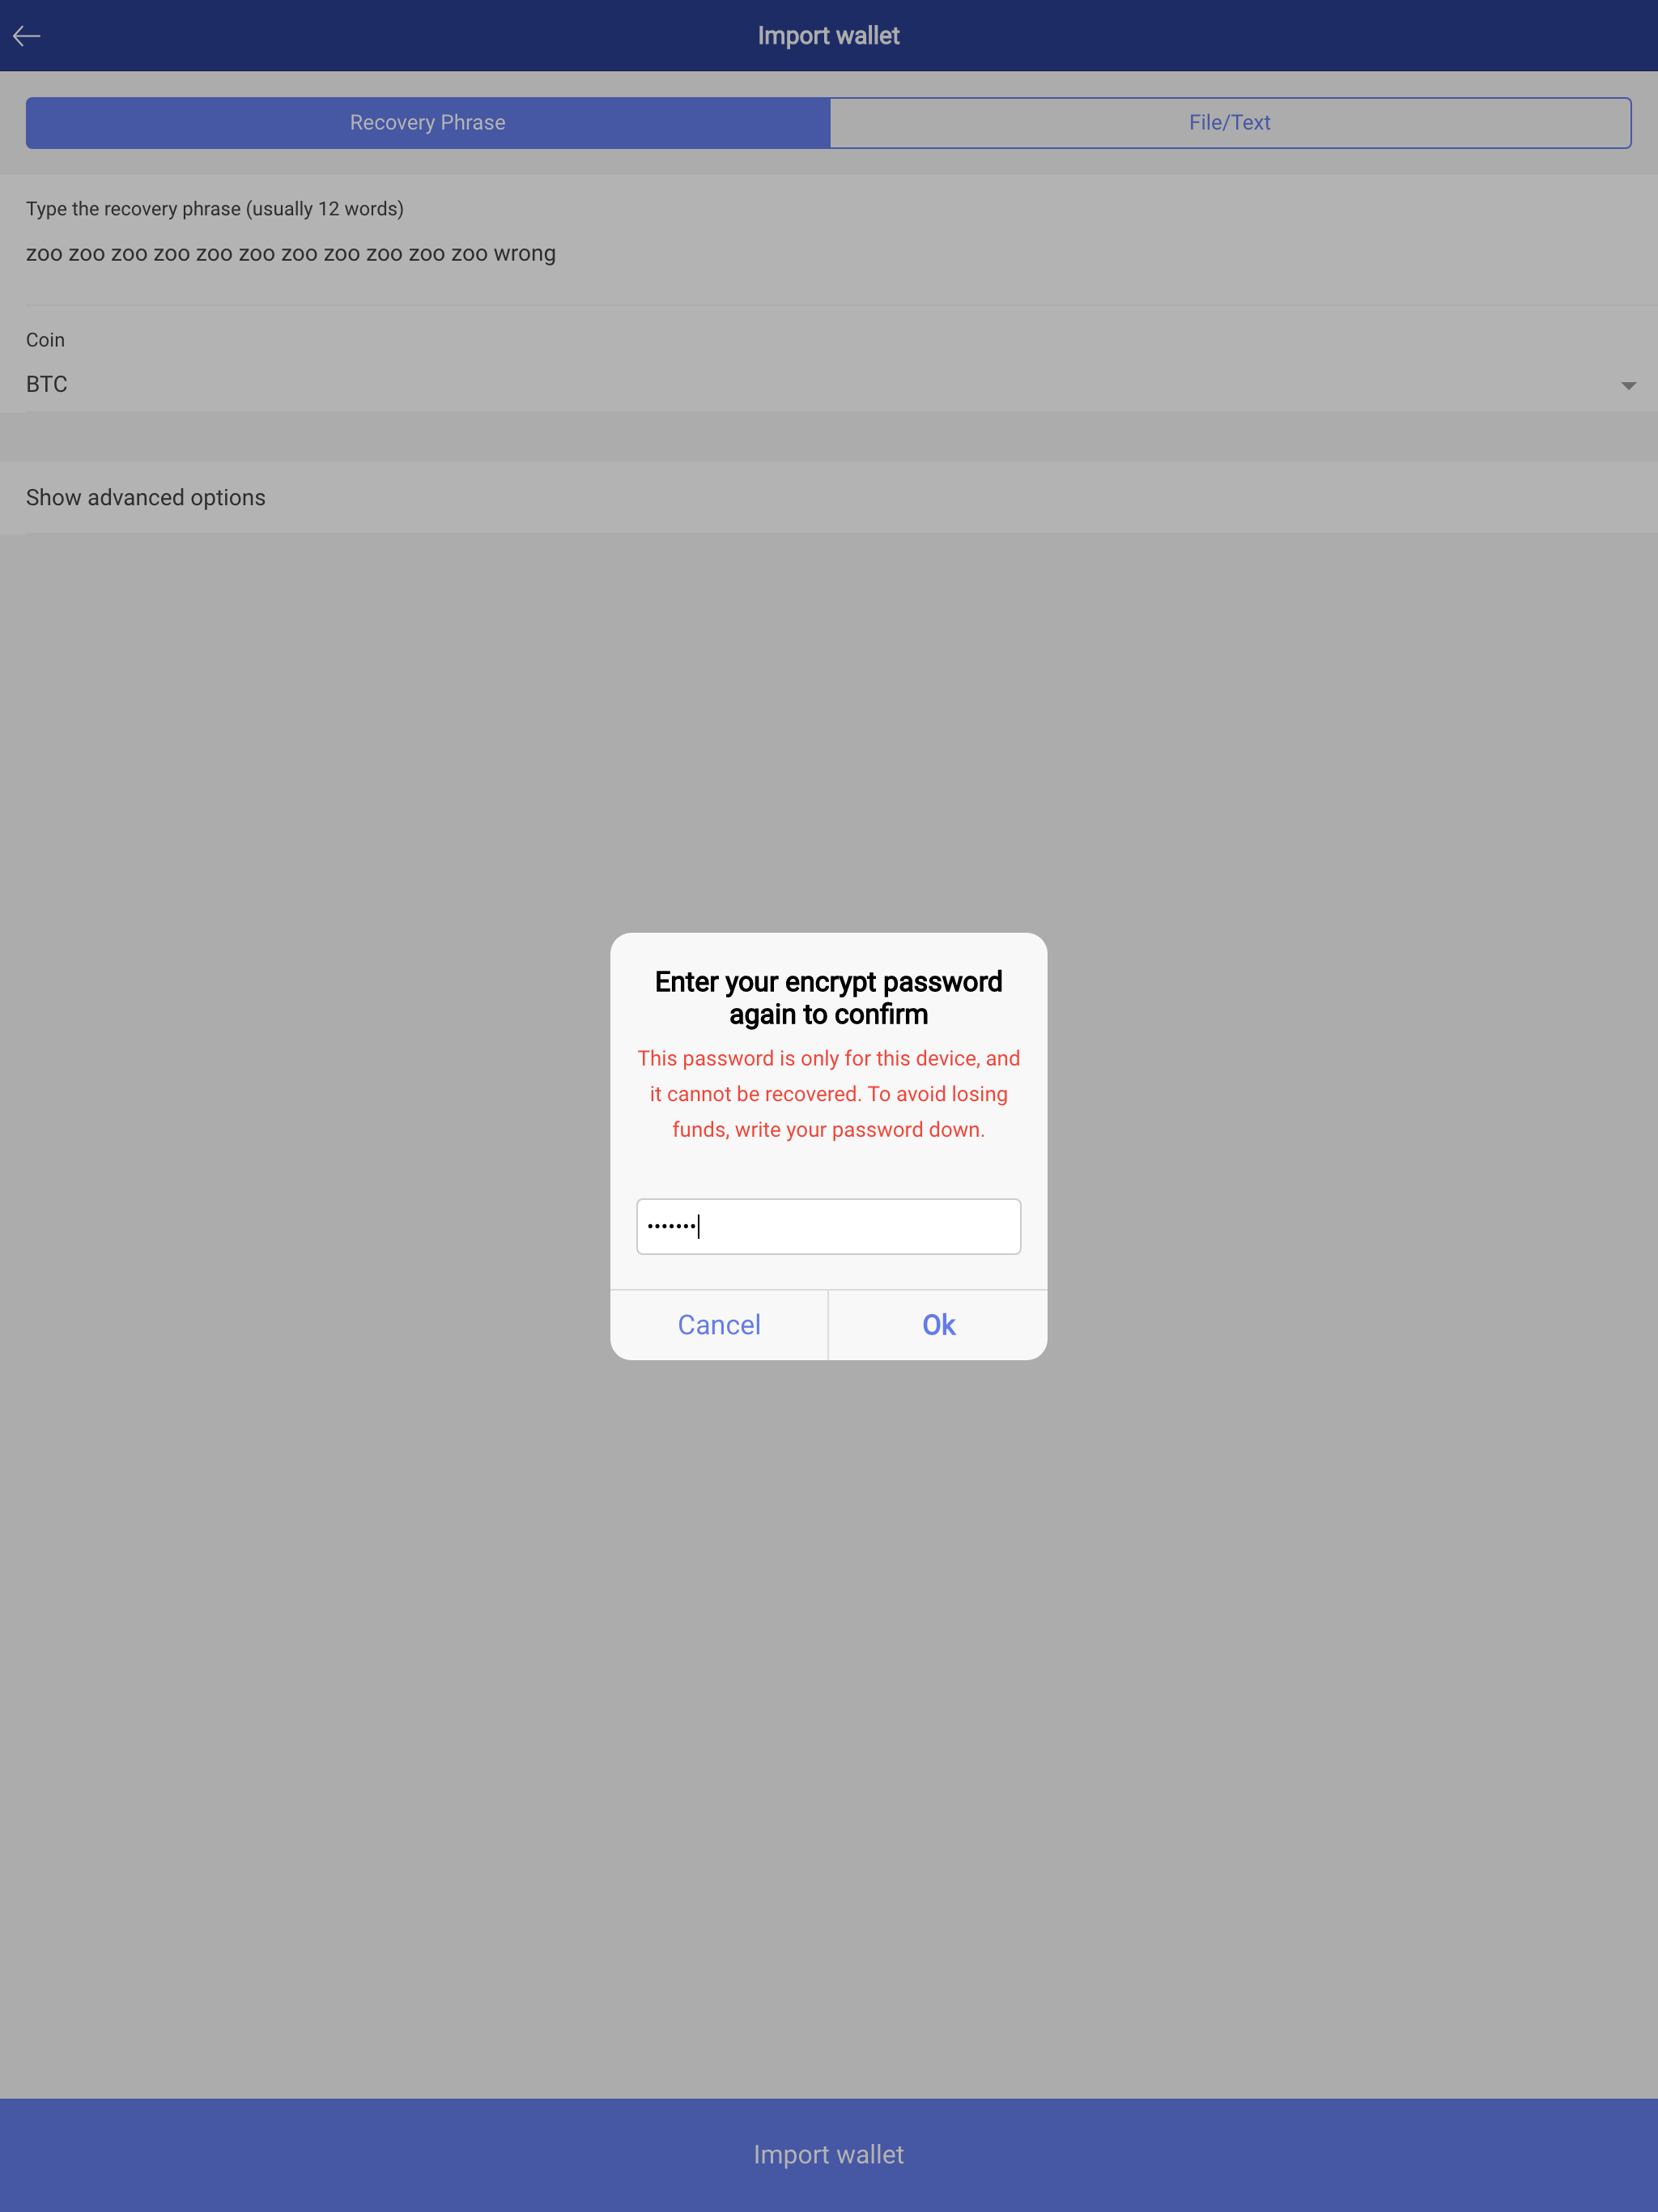 Import wallet
Recovery Phrase
File/Text
Type the recovery phrase (usually 12 words)
zoo zoo zoo zoo zoo zoo zoo zoo zoo zoo zoo wrong
Coin
BTC
Show advanced options
Enter your encrypt password
again to confirm
This password is only for this device, and
it cannot be recovered. To avoid losing
funds, write your password down.
•••••••
Cancel
Ok
Import wallet